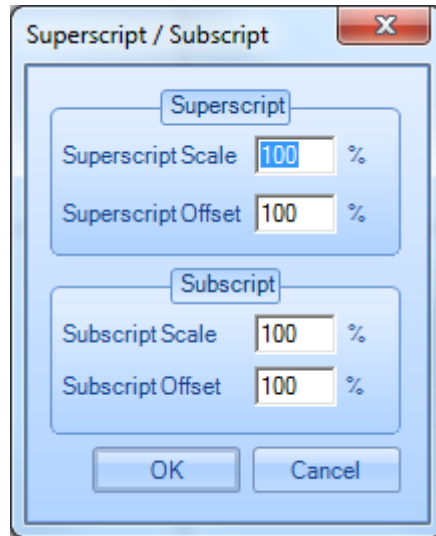 Superscript / Subscript
Superscript
Superscript Scale 100 %
Superscript Offset 100 %
Subscript
Subscript Scale 100 %
Subscript Offset 100 %
OK Cancel